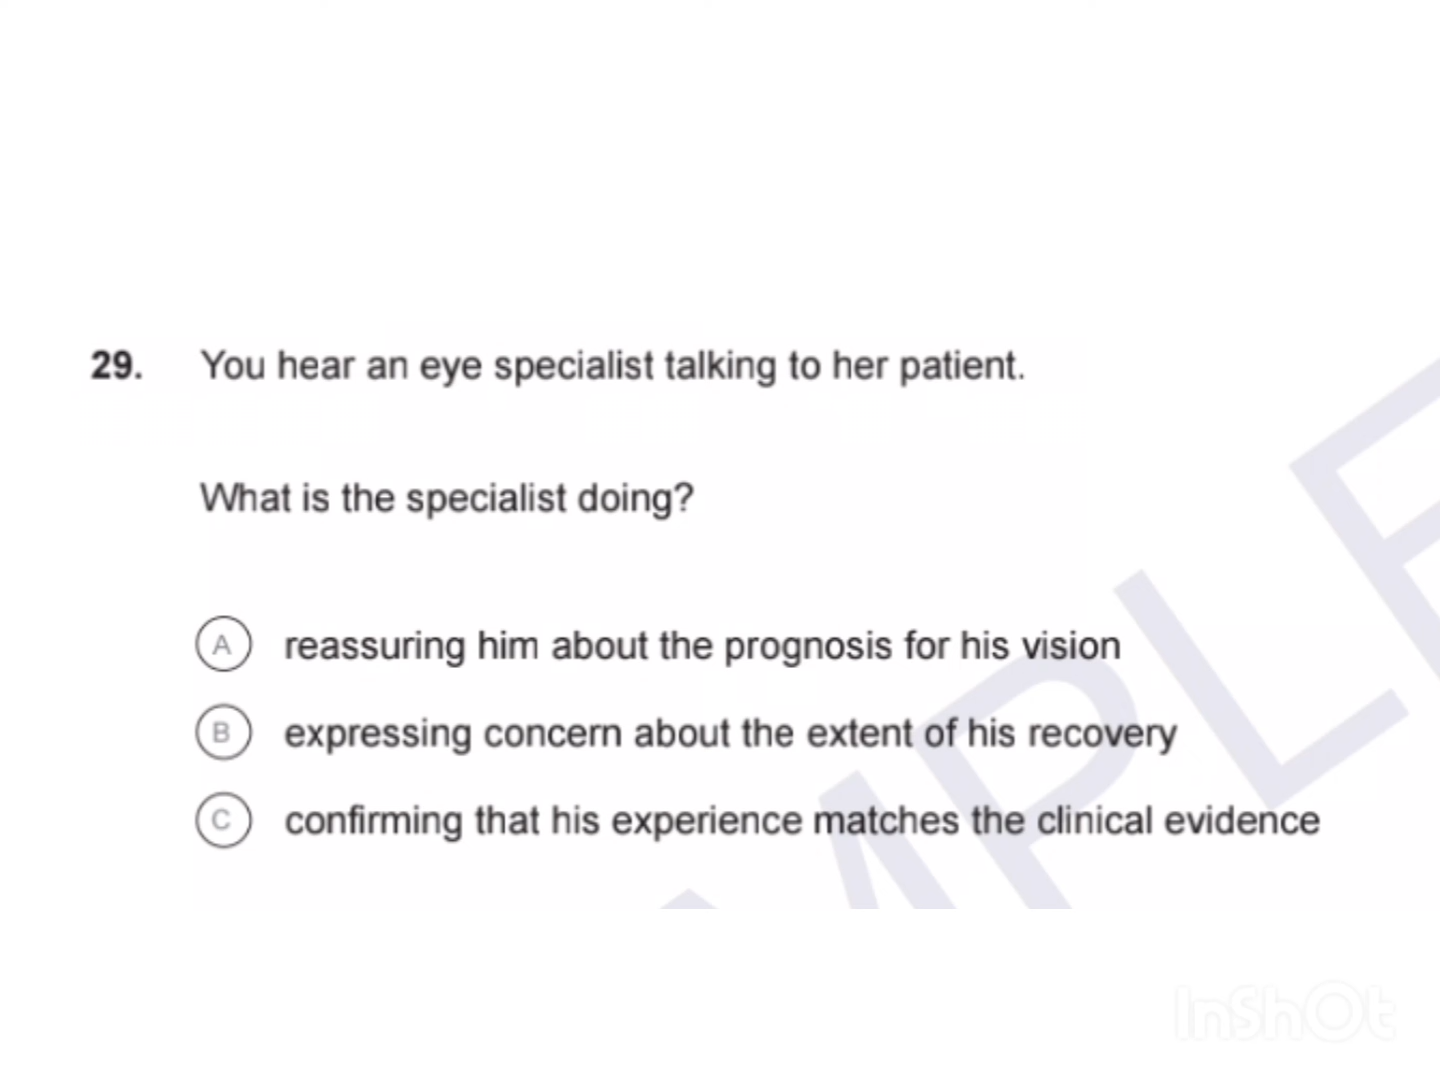 29. You hear an eye specialist talking to her patient.
What is the specialist doing?
A reassuring him about the prognosis for his vision
B expressing concern about the extent of his recovery
C confirming that his experience matches the clinical evidence
MPLE
InShOt